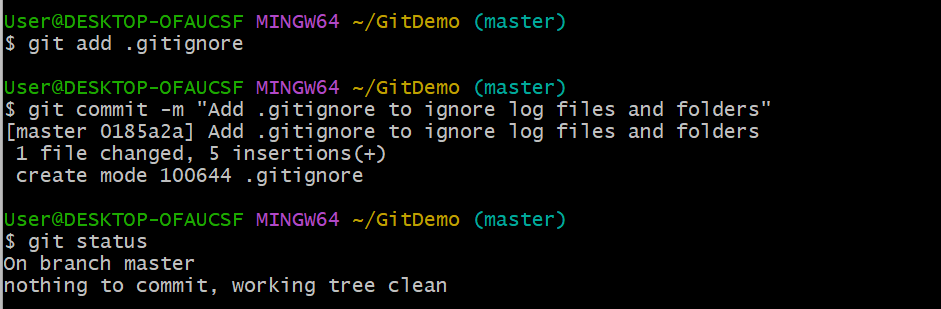 User@DESKTOP-OFAUCSF MINGW64 ~/GitDemo (master)
$ git add .gitignore
User@DESKTOP-OFAUCSF MINGW64 ~/GitDemo (master)
$ git commit -m "Add .gitignore to ignore log files and folders"
[master 0185a2a] Add .gitignore to ignore log files and folders
 1 file changed, 5 insertions(+)
 create mode 100644 .gitignore
User@DESKTOP-OFAUCSF MINGW64 ~/GitDemo (master)
$ git status
On branch master
nothing to commit, working tree clean